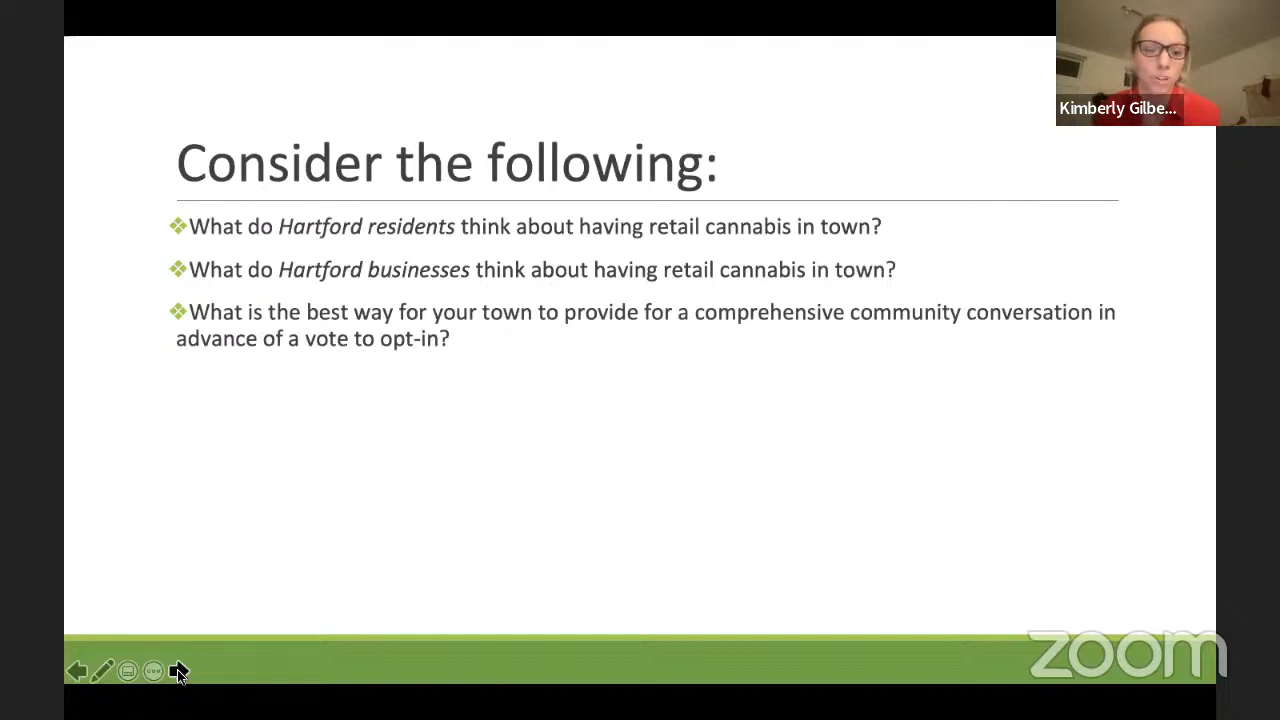 Consider the following:
What do Hartford residents think about having retail cannabis in town?
What do Hartford businesses think about having retail cannabis in town?
What is the best way for your town to provide for a comprehensive community conversation in
advance of a vote to opt-in?
Kimberly Gilbe...
zoom